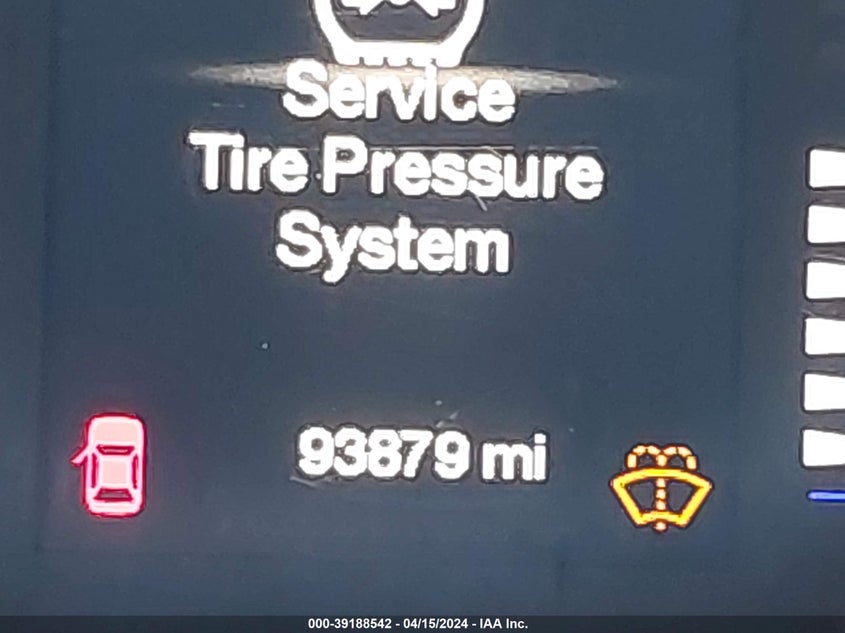 Service
Tire Pressure
System
93879 mi
000-39188542 - 04/15/2024 - IAA Inc.